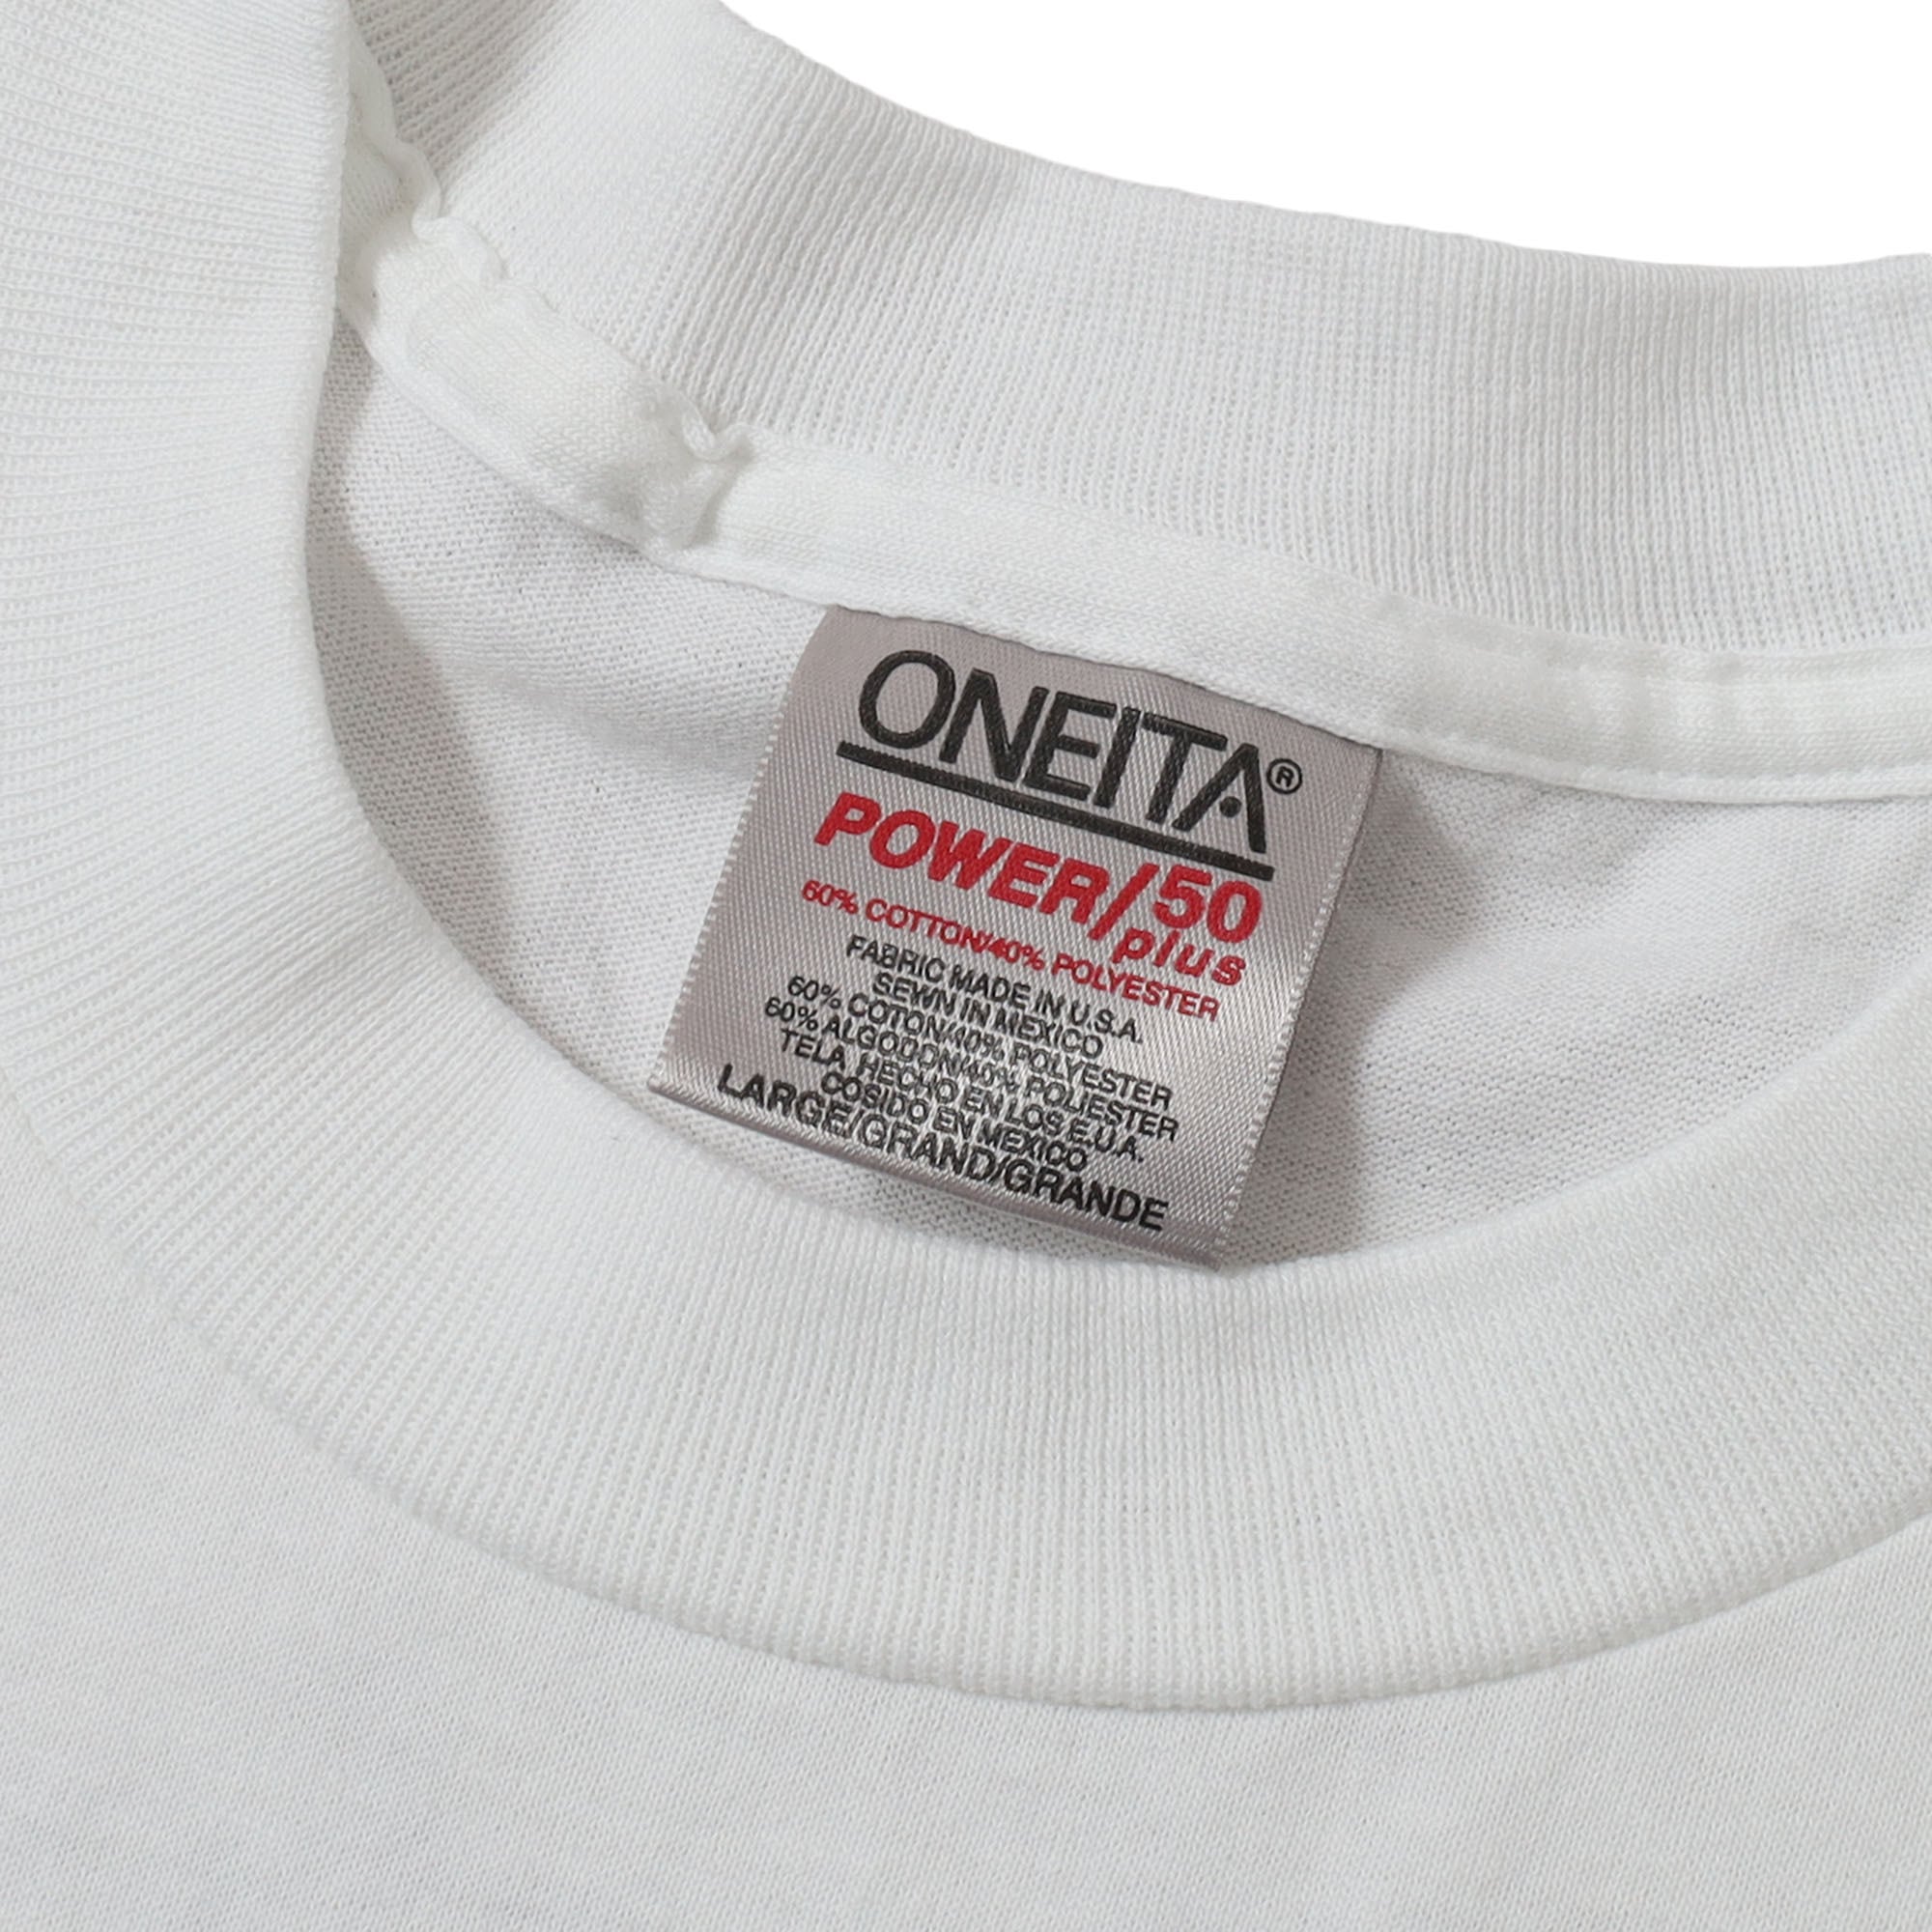 ONEITA®
POWER/50
plus
60% COTTON/40% POLYESTER
FABRIC MADE IN U.S.A.
SEWN IN MEXICO
60% COTON/40% POLYESTER
60% ALGODON/40% POLIESTER
TELA HECHO EN LOS E.U.A.
COSIDO EN MEXICO
LARGE/GRAND/GRANDE